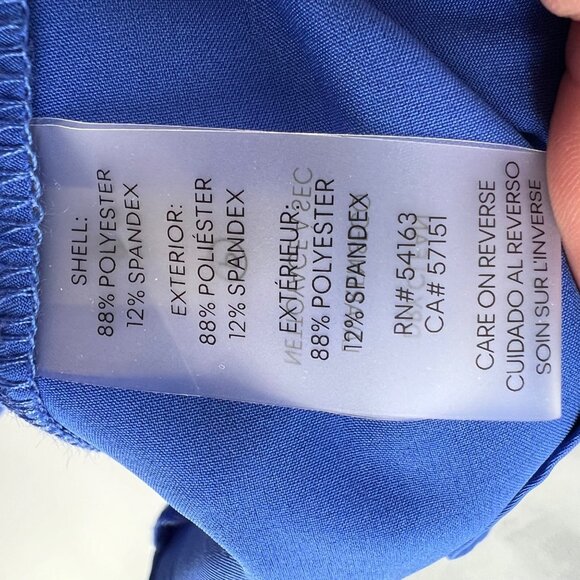 SHELL:
88% POLYESTER
12% SPANDEX
EXTERIOR:
88% POLIÉSTER
12% SPANDEX
EXTÉRIEUR:
88% POLYESTER
12% SPANDEX
RN# 54163
CA# 57151
CARE ON REVERSE
CUIDADO AL REVERSO
SOIN SUR L'INVERSE